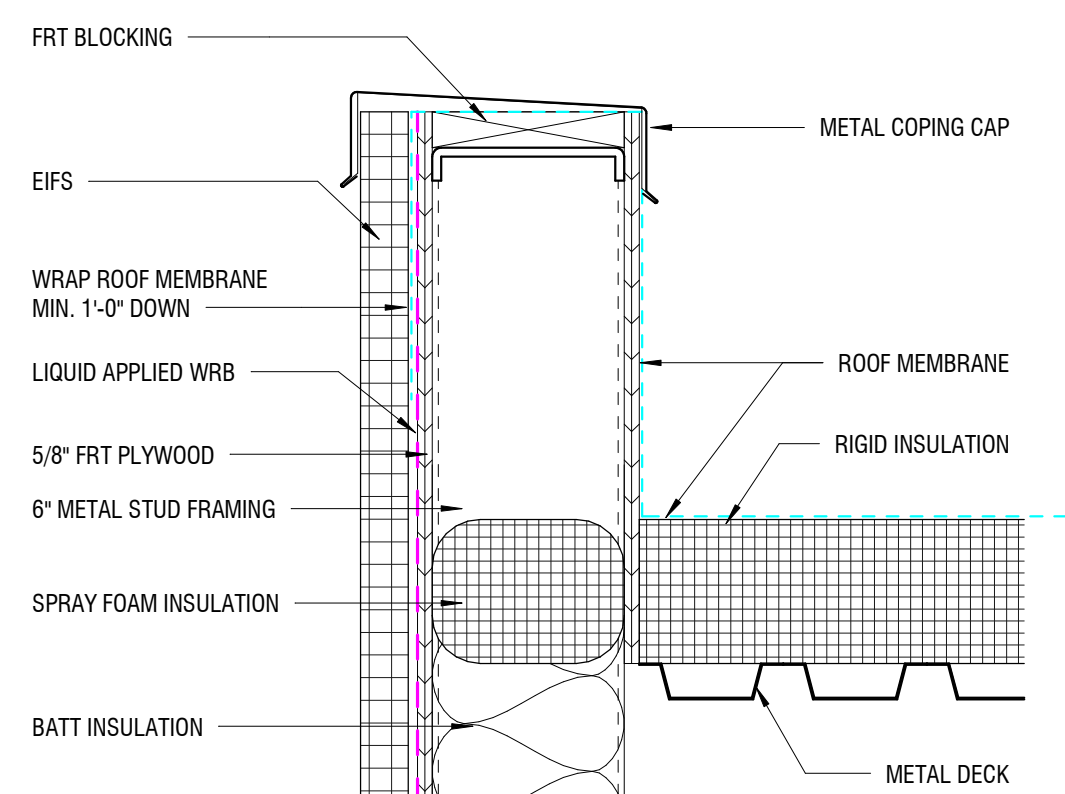 FRT BLOCKING
METAL COPING CAP
EIFS
WRAP ROOF MEMBRANE
MIN. 1'-0" DOWN
LIQUID APPLIED WRB
ROOF MEMBRANE
RIGID INSULATION
5/8" FRT PLYWOOD
6" METAL STUD FRAMING
SPRAY FOAM INSULATION
BATT INSULATION
METAL DECK